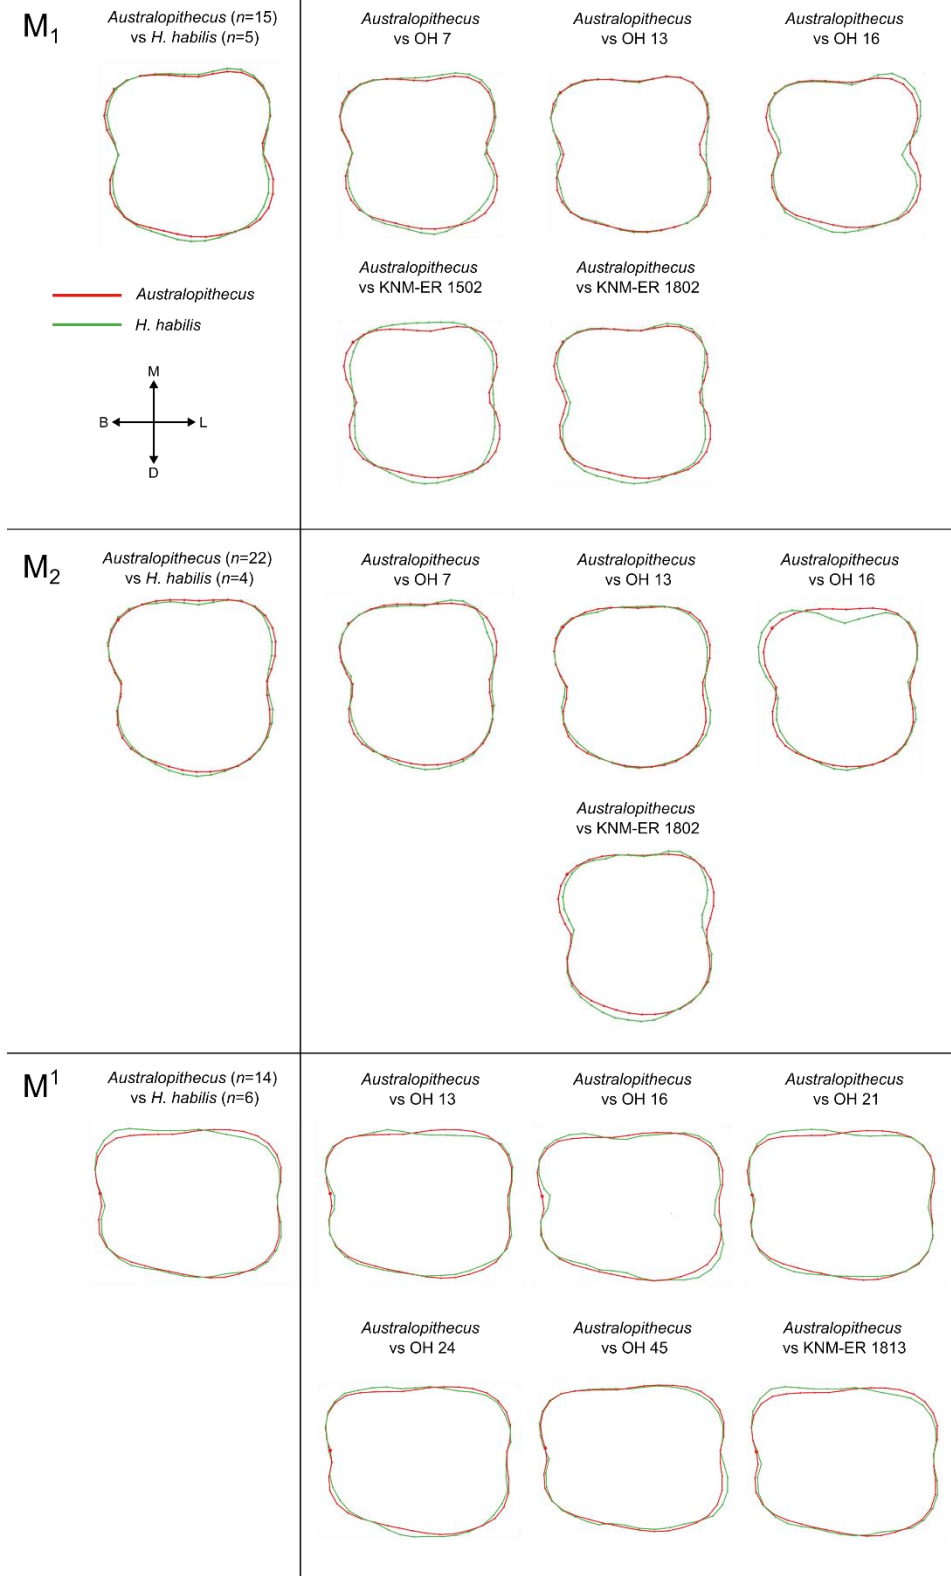 M1
Australopithecus (n=15)
vs H. habilis (n=5)
Australopithecus
vs OH 7
Australopithecus
vs OH 13
Australopithecus
vs OH 16
Australopithecus
vs KNM-ER 1502
Australopithecus
vs KNM-ER 1802
Australopithecus
H. habilis
M
B
L
D
M2
Australopithecus (n=22)
vs H. habilis (n=4)
Australopithecus
vs OH 7
Australopithecus
vs OH 13
Australopithecus
vs OH 16
Australopithecus
vs KNM-ER 1802
M1
Australopithecus (n=14)
vs H. habilis (n=6)
Australopithecus
vs OH 13
Australopithecus
vs OH 16
Australopithecus
vs OH 21
Australopithecus
vs OH 24
Australopithecus
vs OH 45
Australopithecus
vs KNM-ER 1813